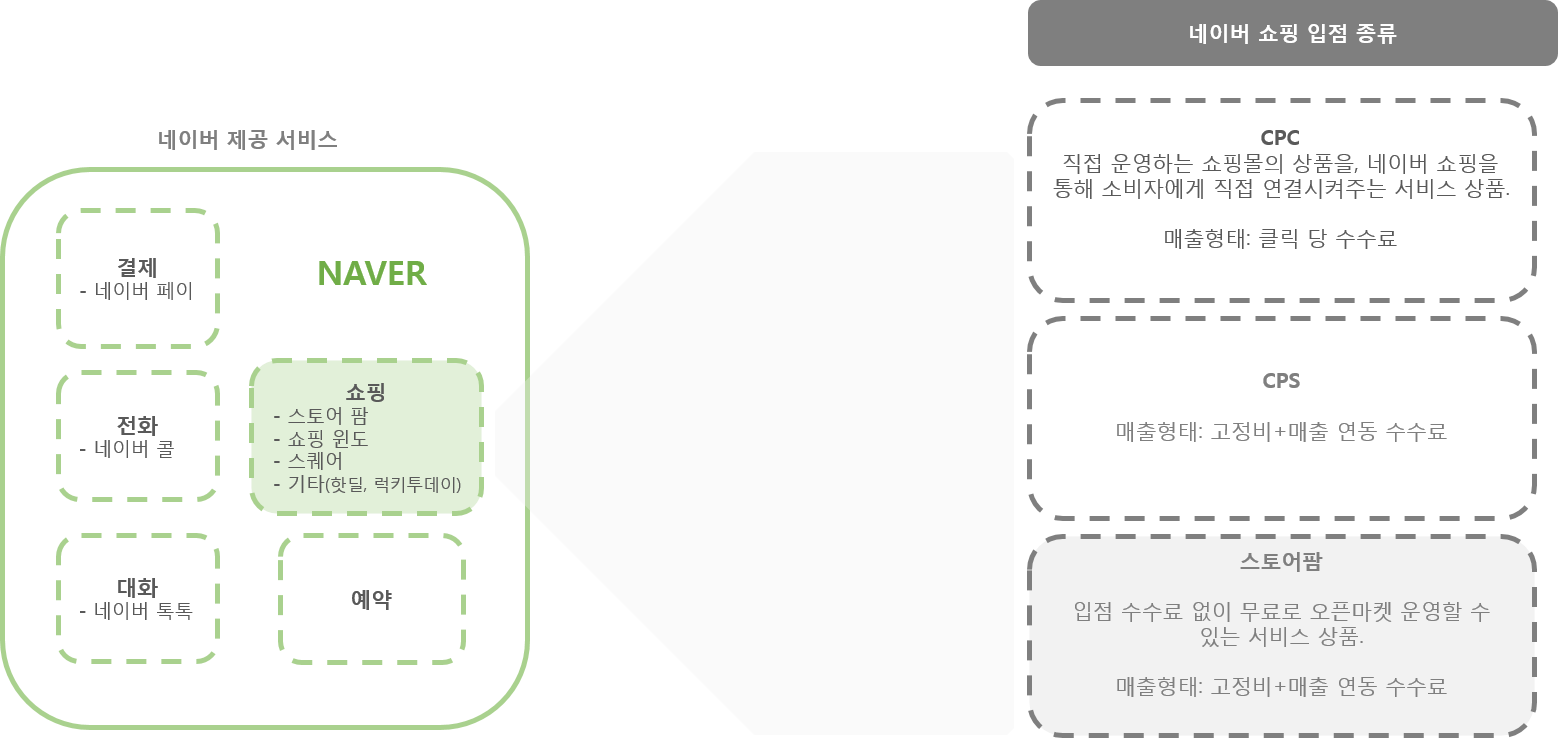 네이버 제공 서비스
NAVER
결제
- 네이버 페이
전화
- 네이버 콜
대화
- 네이버 톡톡
쇼핑
- 스토어 팜
- 쇼핑 윈도
- 스퀘어
- 기타(핫딜, 럭키투데이)
예약
네이버 쇼핑 입점 종류
CPC
직접 운영하는 쇼핑몰의 상품을, 네이버 쇼핑을
통해 소비자에게 직접 연결시켜주는 서비스 상품.
매출형태: 클릭 당 수수료
CPS
매출형태: 고정비+매출 연동 수수료
스토어팜
입점 수수료 없이 무료로 오픈마켓 운영할 수
있는 서비스 상품.
매출형태: 고정비+매출 연동 수수료